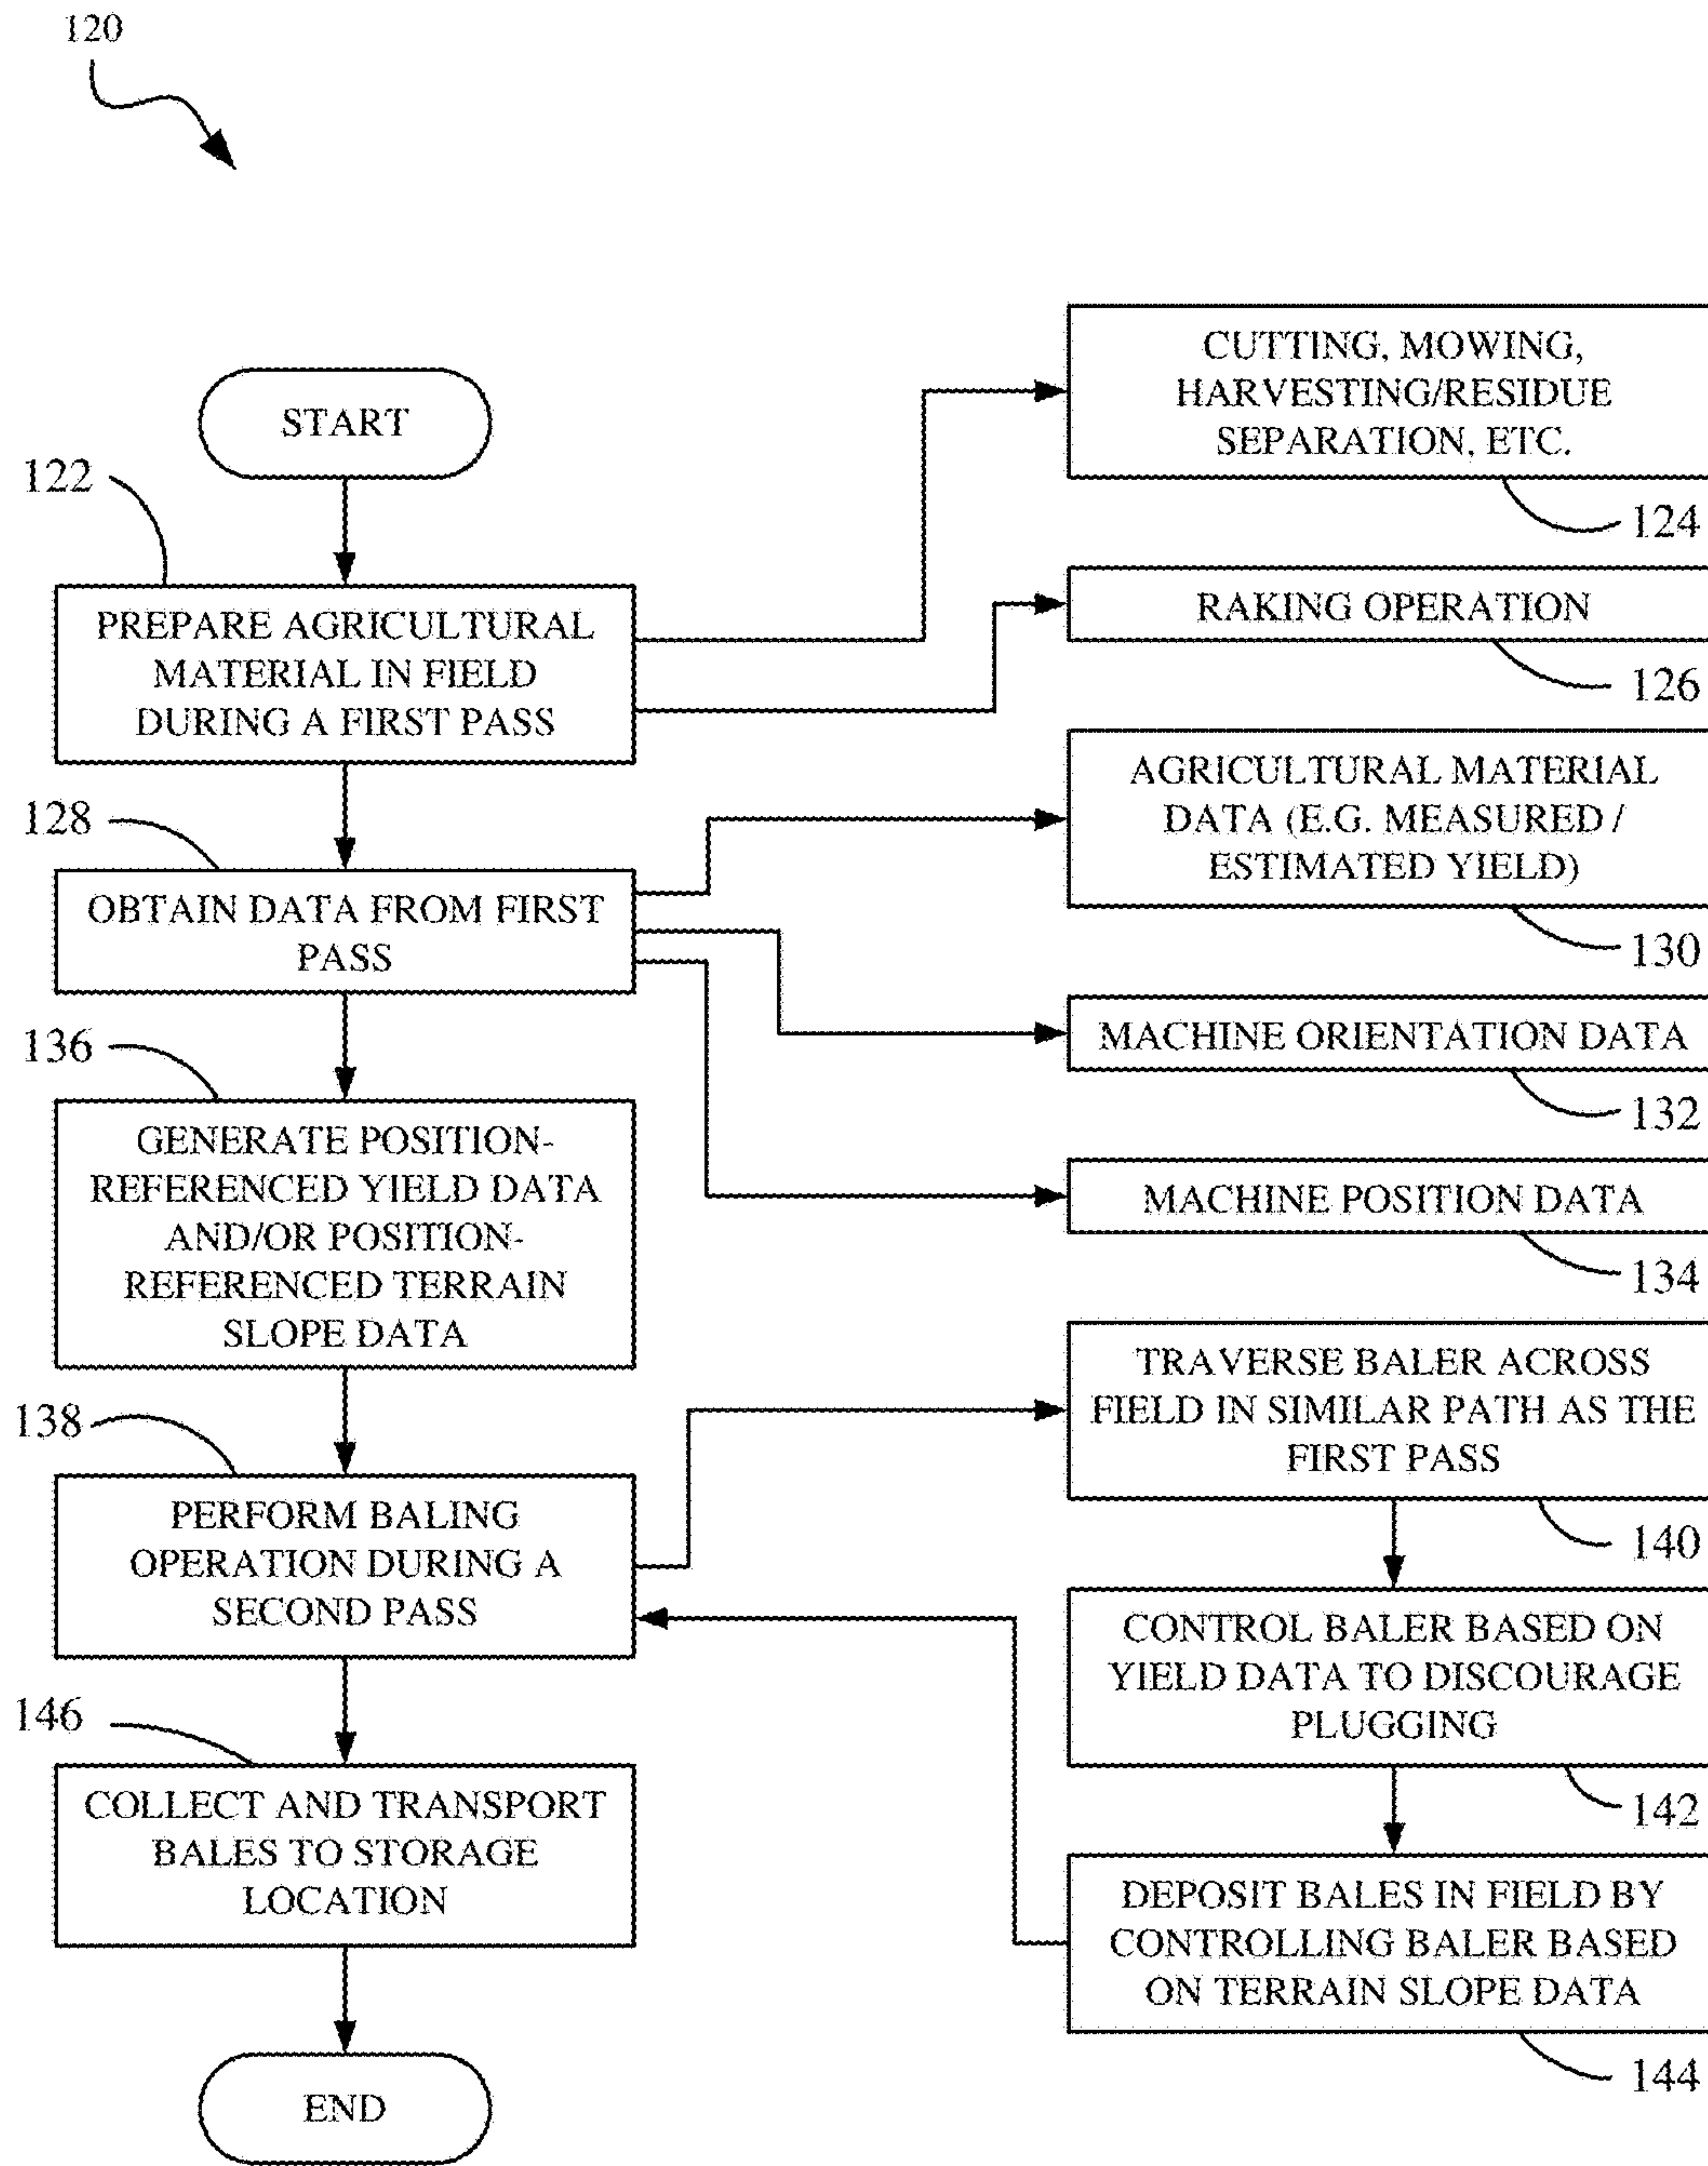 120
START
122
PREPARE AGRICULTURAL
MATERIAL IN FIELD
DURING A FIRST PASS
CUTTING, MOWING,
HARVESTING/RESIDUE
SEPARATION, ETC.
124
RAKING OPERATION
126
128
OBTAIN DATA FROM FIRST
PASS
AGRICULTURAL MATERIAL
DATA (E.G. MEASURED /
ESTIMATED YIELD)
130
MACHINE ORIENTATION DATA
132
MACHINE POSITION DATA
134
136
GENERATE POSITION-
REFERENCED YIELD DATA
AND/OR POSITION-
REFERENCED TERRAIN
SLOPE DATA
138
PERFORM BALING
OPERATION DURING A
SECOND PASS
TRAVERSE BALER ACROSS
FIELD IN SIMILAR PATH AS THE
FIRST PASS
140
CONTROL BALER BASED ON
YIELD DATA TO DISCOURAGE
PLUGGING
142
DEPOSIT BALES IN FIELD BY
CONTROLLING BALER BASED
ON TERRAIN SLOPE DATA
144
146
COLLECT AND TRANSPORT
BALES TO STORAGE
LOCATION
END